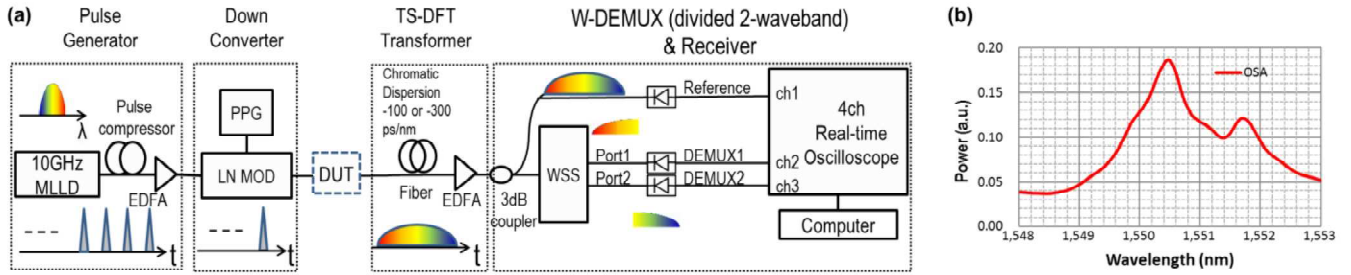 (a)
Pulse
Generator
Down
Converter
TS-DFT
Transformer
W-DEMUX (divided 2-waveband)
& Receiver
λ
Pulse
compressor
10GHz
MLLD
EDFA
t
PPG
LN MOD
t
DUT
Chromatic
Dispersion
-100 or -300
ps/nm
Fiber
EDFA
t
3dB
coupler
WSS
Port1
Port2
Reference
DEMUX1
DEMUX2
ch1
ch2
ch3
4ch
Real-time
Oscilloscope
Computer
(b)
Power (a.u.)
0.20
0.15
0.10
0.05
0.00
OSA
1,548 1,549 1,550 1,551 1,552 1,553
Wavelength (nm)